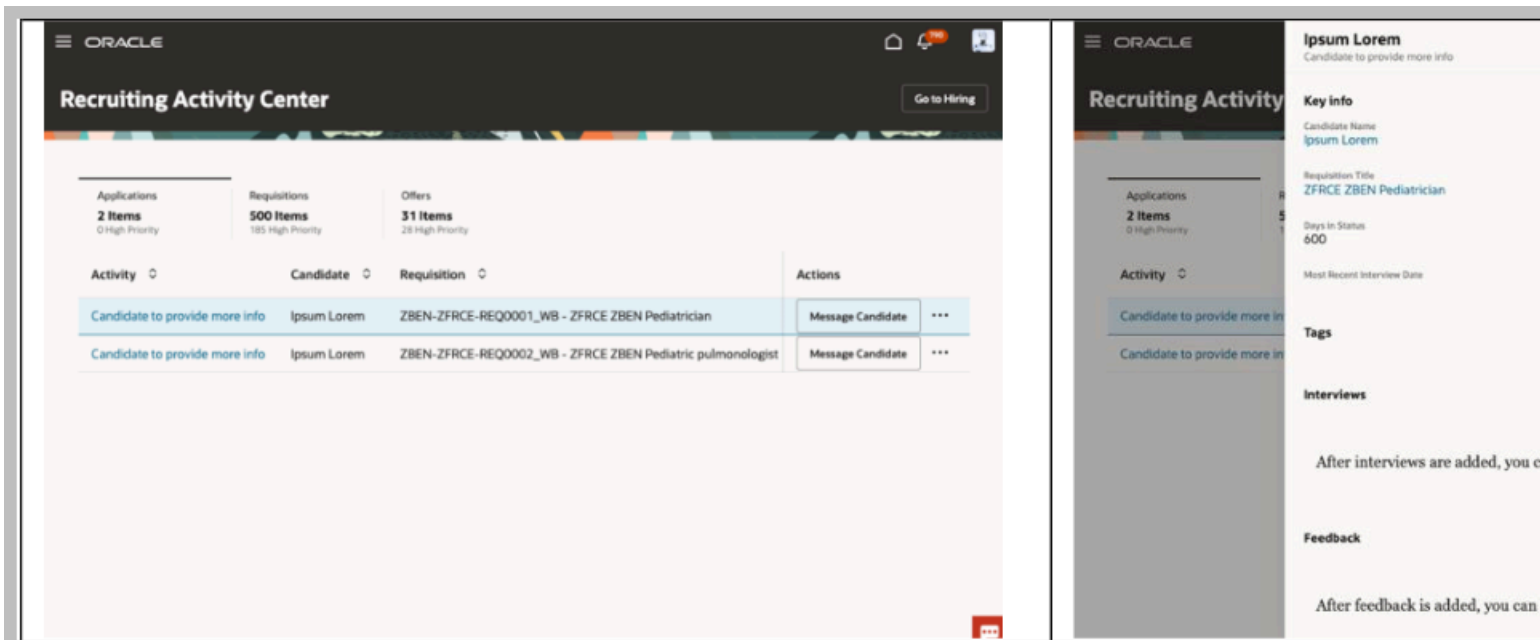 ORACLE
Recruiting Activity Center
Go to Hiring
Applications
2 Items
0 High Priority
Requisitions
500 Items
185 High Priority
Offers
31 Items
28 High Priority
Activity
Candidate
Requisition
Actions
Candidate to provide more info
Ipsum Lorem
ZBEN-ZFRCE-REQ0001_WB - ZFRCE ZBEN Pediatrician
Message Candidate
Candidate to provide more info
Ipsum Lorem
ZBEN-ZFRCE-REQ0002_WB - ZFRCE ZBEN Pediatric pulmonologist
Message Candidate
ORACLE
Recruiting Activity
Applications
2 Items
0 High Priority
Activity
Candidate to provide more in
Candidate to provide more in
Ipsum Lorem
Candidate to provide more info
Key info
Candidate Name
Ipsum Lorem
Requisition Title
ZFRCE ZBEN Pediatrician
Days in Status
600
Most Recent Interview Date
Tags
Interviews
After interviews are added, you c
Feedback
After feedback is added, you can